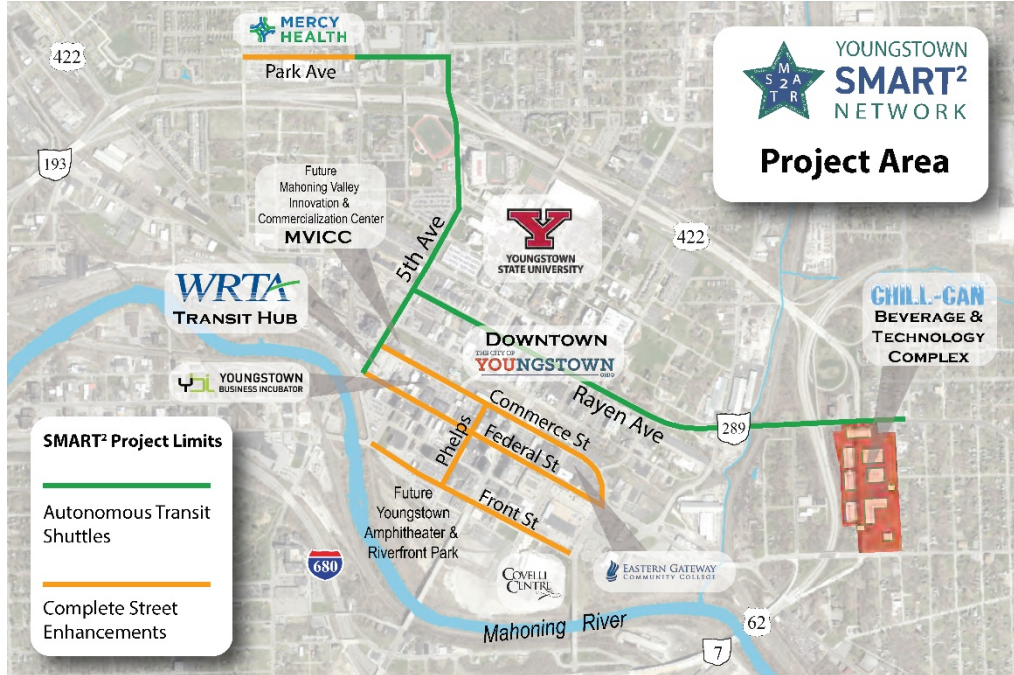 MERCY
HEALTH
422
Park Ave
YOUNGSTOWN
SMART²
NETWORK
SMA2TR
Project Area
193
Future
Mahoning Valley
Innovation &
Commercialization Center
MVICC
5th Ave
Y
YOUNGSTOWN
STATE UNIVERSITY
422
WRTA
TRANSIT HUB
CHILL-CAN
BEVERAGE &
TECHNOLOGY
COMPLEX
DOWNTOWN
THE CITY OF
YOUNGSTOWN
OHIO
YBI YOUNGSTOWN
BUSINESS INCUBATOR
Rayen Ave
Commerce St
289
Phelps
Federal St
Front St
SMART² Project Limits
Autonomous Transit
Shuttles
Complete Street
Enhancements
Future
Youngstown
Amphitheater &
Riverfront Park
680
COVELLI
CENTRE
EASTERN GATEWAY
COMMUNITY COLLEGE
Mahoning River
62
7